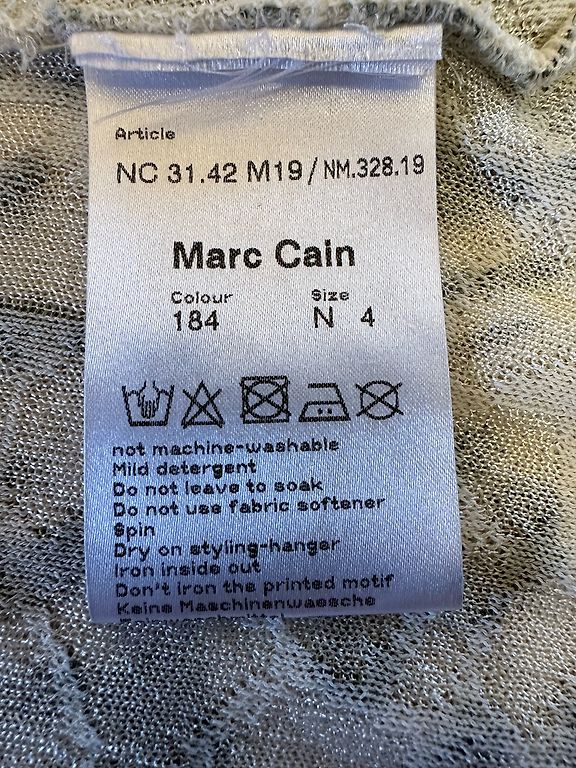 Article
NC 31.42 M19 / NM.328.19
Marc Cain
Colour Size
184 N 4
not machine-washable
Mild detergent
Do not leave to soak
Do not use fabric softener
Spin
Dry on styling-hanger
Iron inside out
Don't iron the printed motif
Keine Maschinenwaesche